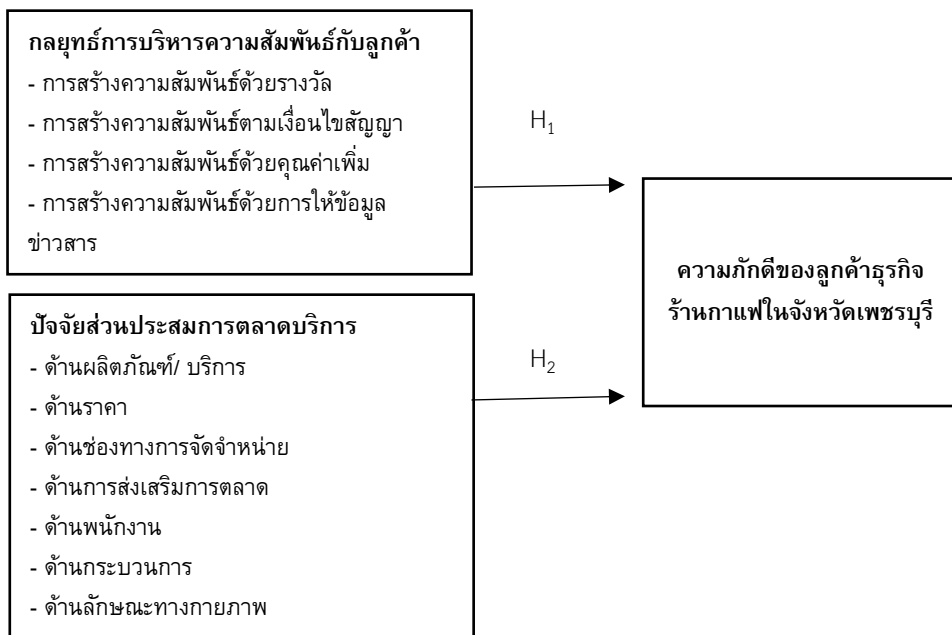 กลยุทธ์การบริหารความสัมพันธ์กับลูกค้า
- การสร้างความสัมพันธ์ด้วยรางวัล
- การสร้างความสัมพันธ์ตามเงื่อนไขสัญญา
- การสร้างความสัมพันธ์ด้วยคุณค่าเพิ่ม
- การสร้างความสัมพันธ์ด้วยการให้ข้อมูล
ข่าวสาร
H₁
ปัจจัยส่วนประสมการตลาดบริการ
- ด้านผลิตภัณฑ์/ บริการ
- ด้านราคา
- ด้านช่องทางการจัดจำหน่าย
- ด้านการส่งเสริมการตลาด
- ด้านพนักงาน
- ด้านกระบวนการ
- ด้านลักษณะทางกายภาพ
H₂
ความภักดีของลูกค้าธุรกิจ
ร้านกาแฟในจังหวัดเพชรบุรี